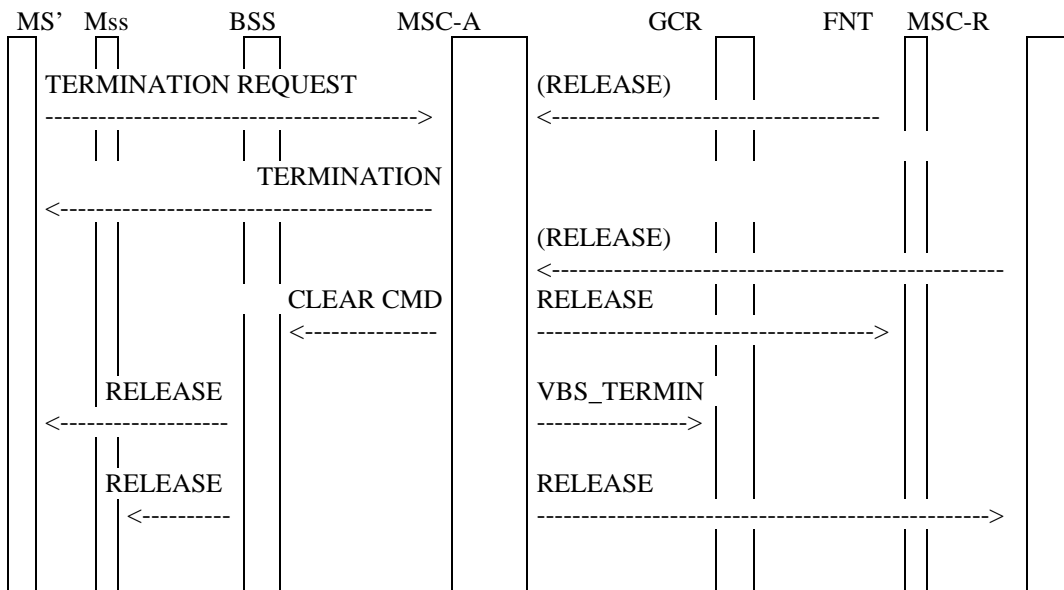 MS’ Mss BSS MSC-A GCR FNT MSC-R
TERMINATION REQUEST (RELEASE)
TERMINATION
(RELEASE)
CLEAR CMD RELEASE
RELEASE VBS_TERMIN
RELEASE RELEASE